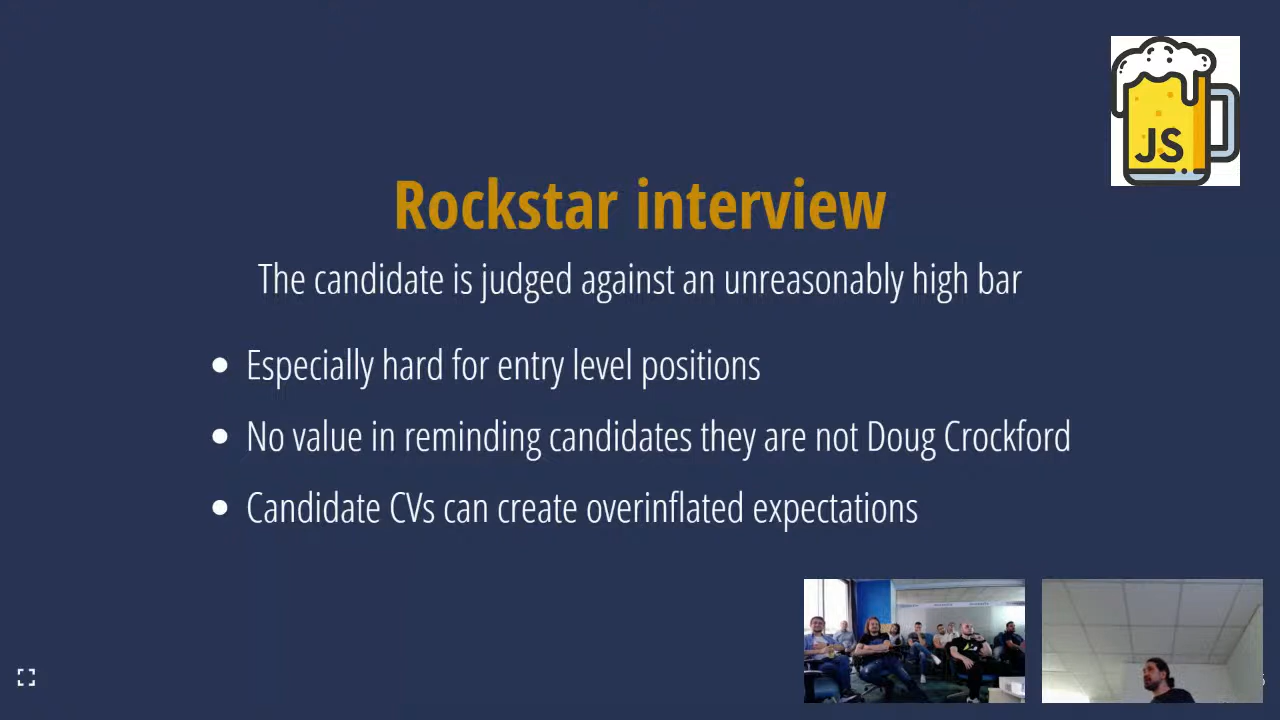 JS
Rockstar interview
The candidate is judged against an unreasonably high bar
Especially hard for entry level positions
No value in reminding candidates they are not Doug Crockford
Candidate CVs can create overinflated expectations